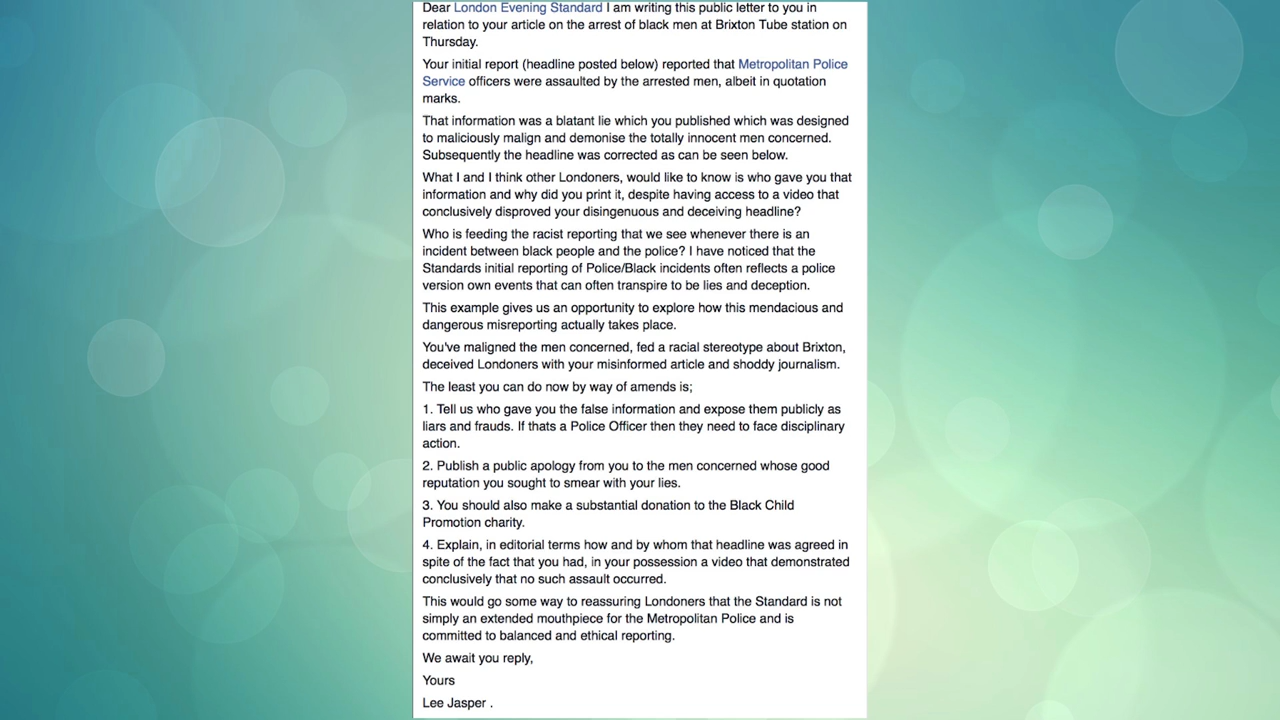 Dear London Evening Standard I am writing this public letter to you in
relation to your article on the arrest of black men at Brixton Tube station on
Thursday.
Your initial report (headline posted below) reported that Metropolitan Police
Service officers were assaulted by the arrested men, albeit in quotation
marks.
That information was a blatant lie which you published which was designed
to maliciously malign and demonise the totally innocent men concerned.
Subsequently the headline was corrected as can be seen below.
What I and I think other Londoners, would like to know is who gave you that
information and why did you print it, despite having access to a video that
conclusively disproved your disingenuous and deceiving headline?
Who is feeding the racist reporting that we see whenever there is an
incident between black people and the police? I have noticed that the
Standards initial reporting of Police/Black incidents often reflects a police
version own events that can often transpire to be lies and deception.
This example gives us an opportunity to explore how this mendacious and
dangerous misreporting actually takes place.
You've maligned the men concerned, fed a racial stereotype about Brixton,
deceived Londoners with your misinformed article and shoddy journalism.
The least you can do now by way of amends is;
1. Tell us who gave you the false information and expose them publicly as
liars and frauds. If thats a Police Officer then they need to face disciplinary
action.
2. Publish a public apology from you to the men concerned whose good
reputation you sought to smear with your lies.
3. You should also make a substantial donation to the Black Child
Promotion charity.
4. Explain, in editorial terms how and by whom that headline was agreed in
spite of the fact that you had, in your possession a video that demonstrated
conclusively that no such assault occurred.
This would go some way to reassuring Londoners that the Standard is not
simply an extended mouthpiece for the Metropolitan Police and is
committed to balanced and ethical reporting.
We await you reply,
Yours
Lee Jasper .